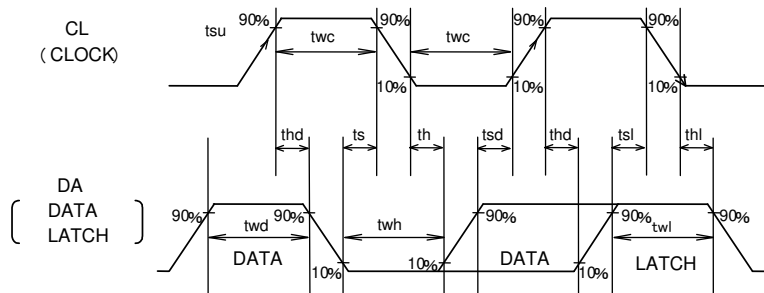 90% 90% 90% 90%
CL tsu twc twc
( CLOCK)
10% 10% 10%
thd ts th tsd thd tsl thl
DA
DATA
LATCH
90% twd 90% twh 90% 90% twl 90%
10% 10% 10%
DATA DATA LATCH